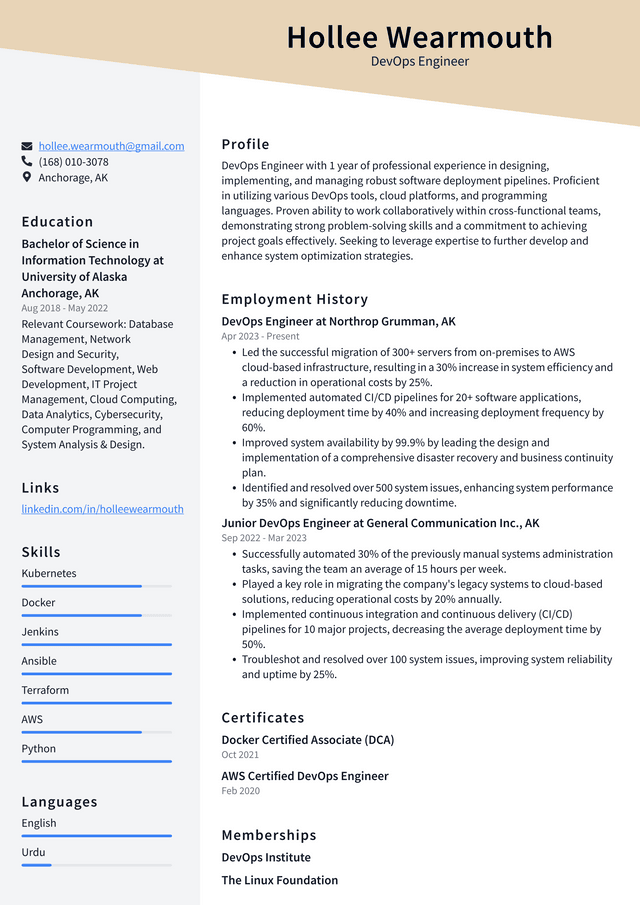 Hollee Wearmouth
DevOps Engineer
hollee.wearmouth@gmail.com
(168) 010-3078
Anchorage, AK
Education
Bachelor of Science in
Information Technology at
University of Alaska
Anchorage, AK
Aug 2018 - May 2022
Relevant Coursework: Database
Management, Network
Design and Security,
Software Development, Web
Development, IT Project
Management, Cloud Computing,
Data Analytics, Cybersecurity,
Computer Programming, and
System Analysis & Design.
Links
linkedin.com/in/holleewearmouth
Skills
Kubernetes
Docker
Jenkins
Ansible
Terraform
AWS
Python
Languages
English
Urdu
Profile
DevOps Engineer with 1 year of professional experience in designing,
implementing, and managing robust software deployment pipelines. Proficient
in utilizing various DevOps tools, cloud platforms, and programming
languages. Proven ability to work collaboratively within cross-functional teams,
demonstrating strong problem-solving skills and a commitment to achieving
project goals effectively. Seeking to leverage expertise to further develop and
enhance system optimization strategies.
Employment History
DevOps Engineer at Northrop Grumman, AK
Apr 2023 - Present
• Led the successful migration of 300+ servers from on-premises to AWS
cloud-based infrastructure, resulting in a 30% increase in system efficiency and
a reduction in operational costs by 25%.
• Implemented automated CI/CD pipelines for 20+ software applications,
reducing deployment time by 40% and increasing deployment frequency by
60%.
• Improved system availability by 99.9% by leading the design and
implementation of a comprehensive disaster recovery and business continuity
plan.
• Identified and resolved over 500 system issues, enhancing system performance
by 35% and significantly reducing downtime.
Junior DevOps Engineer at General Communication Inc., AK
Sep 2022 - Mar 2023
• Successfully automated 30% of the previously manual systems administration
tasks, saving the team an average of 15 hours per week.
• Played a key role in migrating the company's legacy systems to cloud-based
solutions, reducing operational costs by 20% annually.
• Implemented continuous integration and continuous delivery (CI/CD)
pipelines for 10 major projects, decreasing the average deployment time by
50%.
• Troubleshot and resolved over 100 system issues, improving system reliability
and uptime by 25%.
Certificates
Docker Certified Associate (DCA)
Oct 2021
AWS Certified DevOps Engineer
Feb 2020
Memberships
DevOps Institute
The Linux Foundation